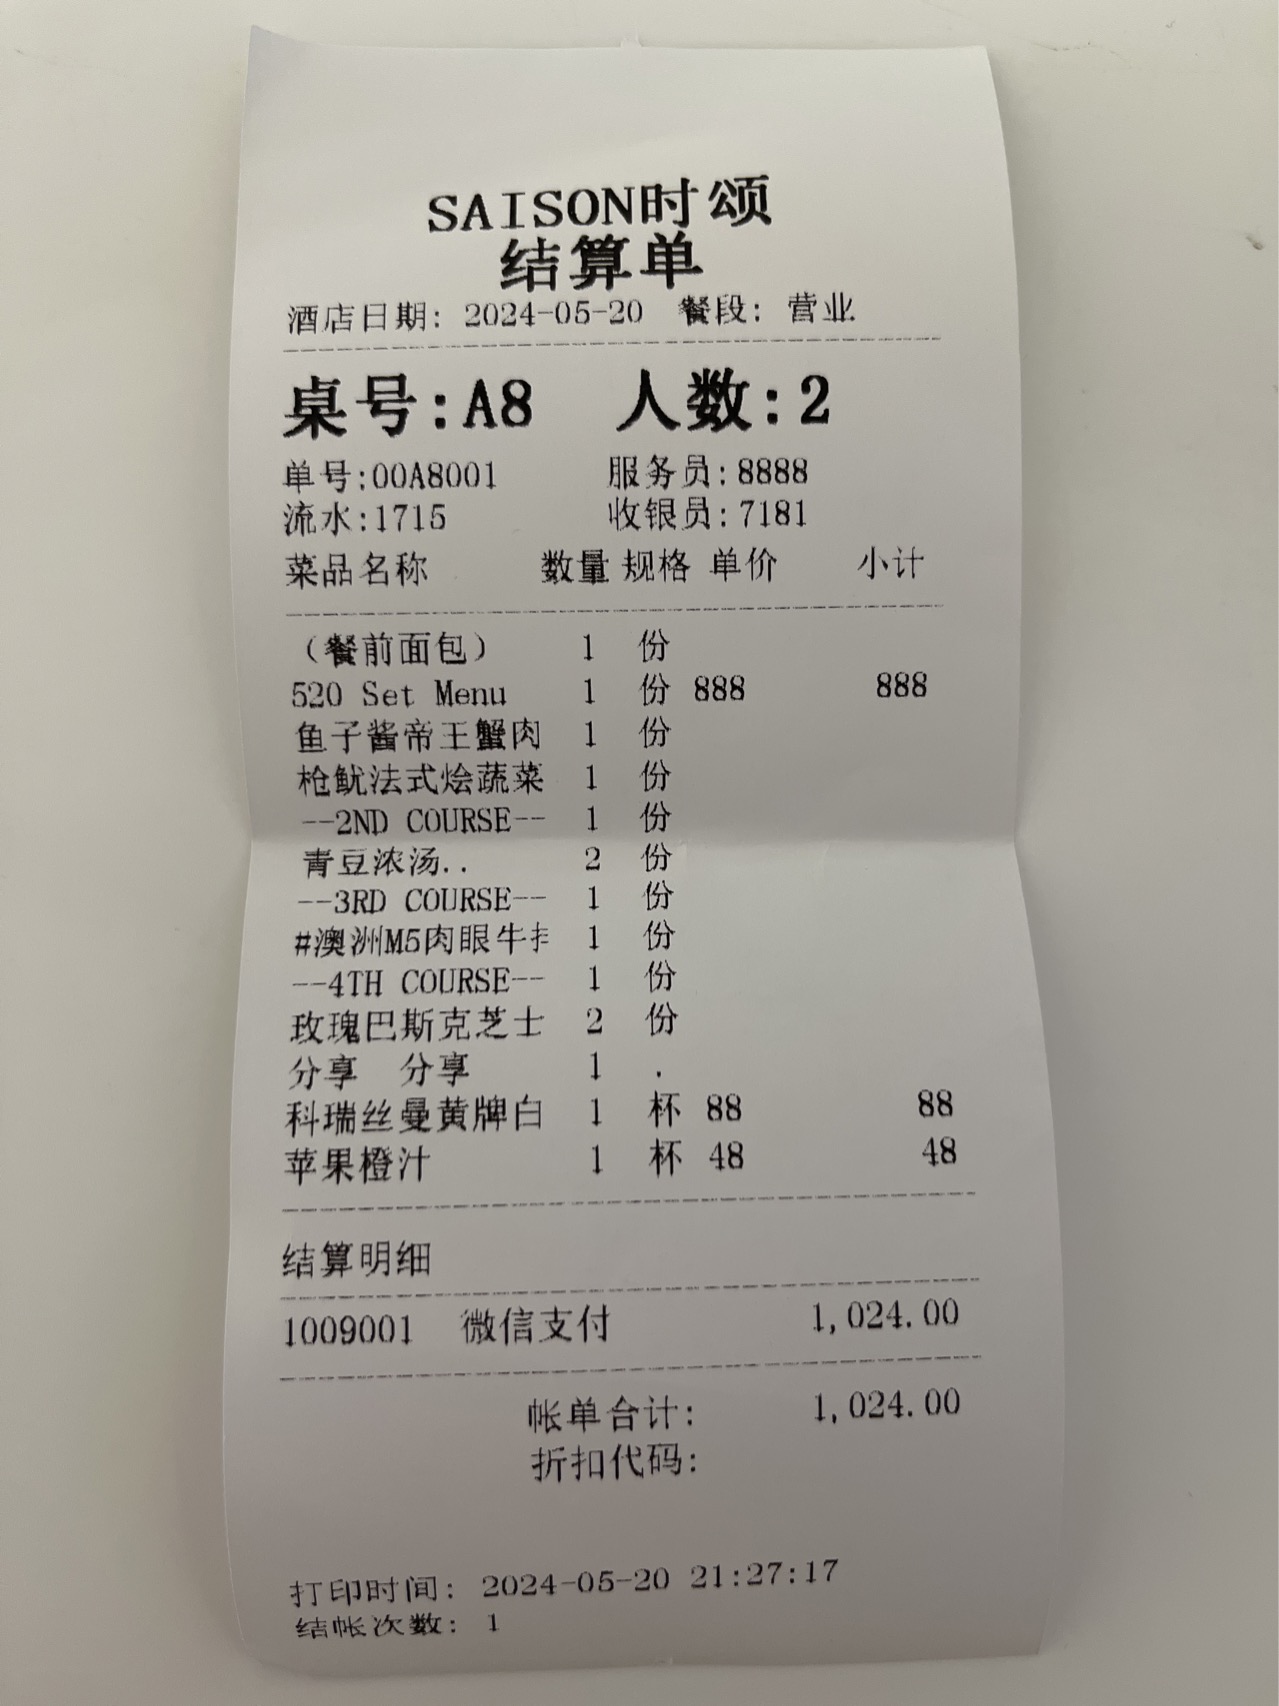 SAISON时颂
结算单
酒店日期: 2024-05-20 餐段: 营业
桌号:A8 人数:2
单号:00A8001 服务员:8888
流水:1715 收银员:7181
菜品名称 数量 规格 单价 小计
(餐前面包) 1 份
520 Set Menu 1 份 888 888
鱼子酱帝王蟹肉 1 份
枪鱿法式烩蔬菜 1 份
--2ND COURSE-- 1 份
青豆浓汤.. 2 份
--3RD COURSE-- 1 份
#澳洲M5肉眼牛扌 1 份
--4TH COURSE-- 1 份
玫瑰巴斯克芝士 2 份
分享 分享 1 .
科瑞丝曼黄牌白 1 杯 88 88
苹果橙汁 1 杯 48 48
结算明细
1009001 微信支付 1,024.00
帐单合计: 1,024.00
折扣代码:
打印时间: 2024-05-20 21:27:17
结帐次数: 1